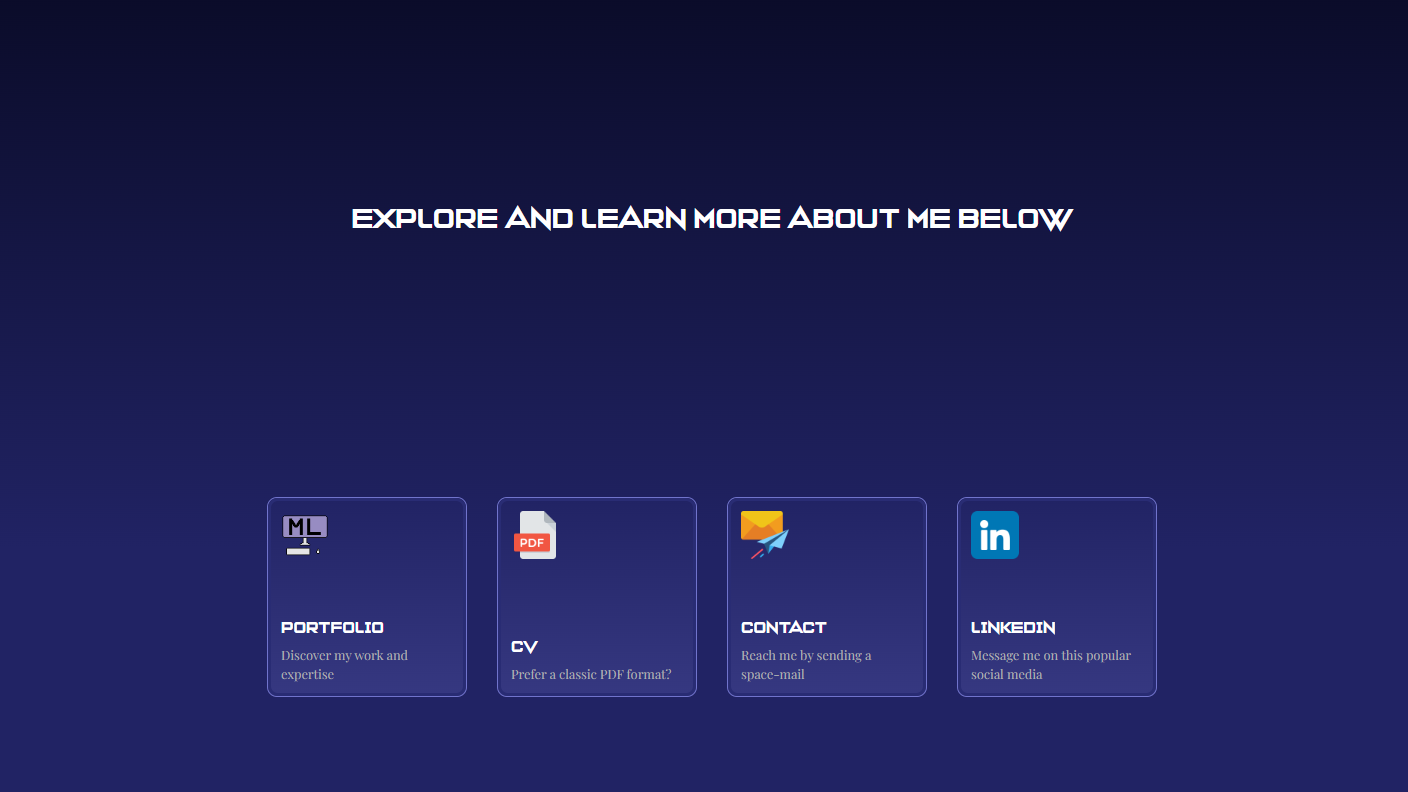 EXPLORE AND LEARN MORE ABOUT ME BELOW
ML
PORTFOLIO
Discover my work and
expertise
PDF
CV
Prefer a classic PDF format?
CONTACT
Reach me by sending a
space-mail
in
LINKEDIN
Message me on this popular
social media